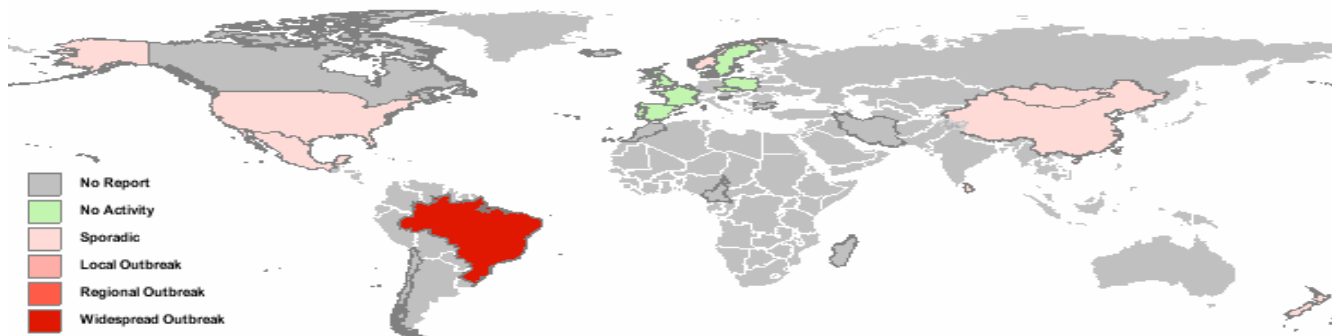 No Report
No Activity
Sporadic
Local Outbreak
Regional Outbreak
Widespread Outbreak